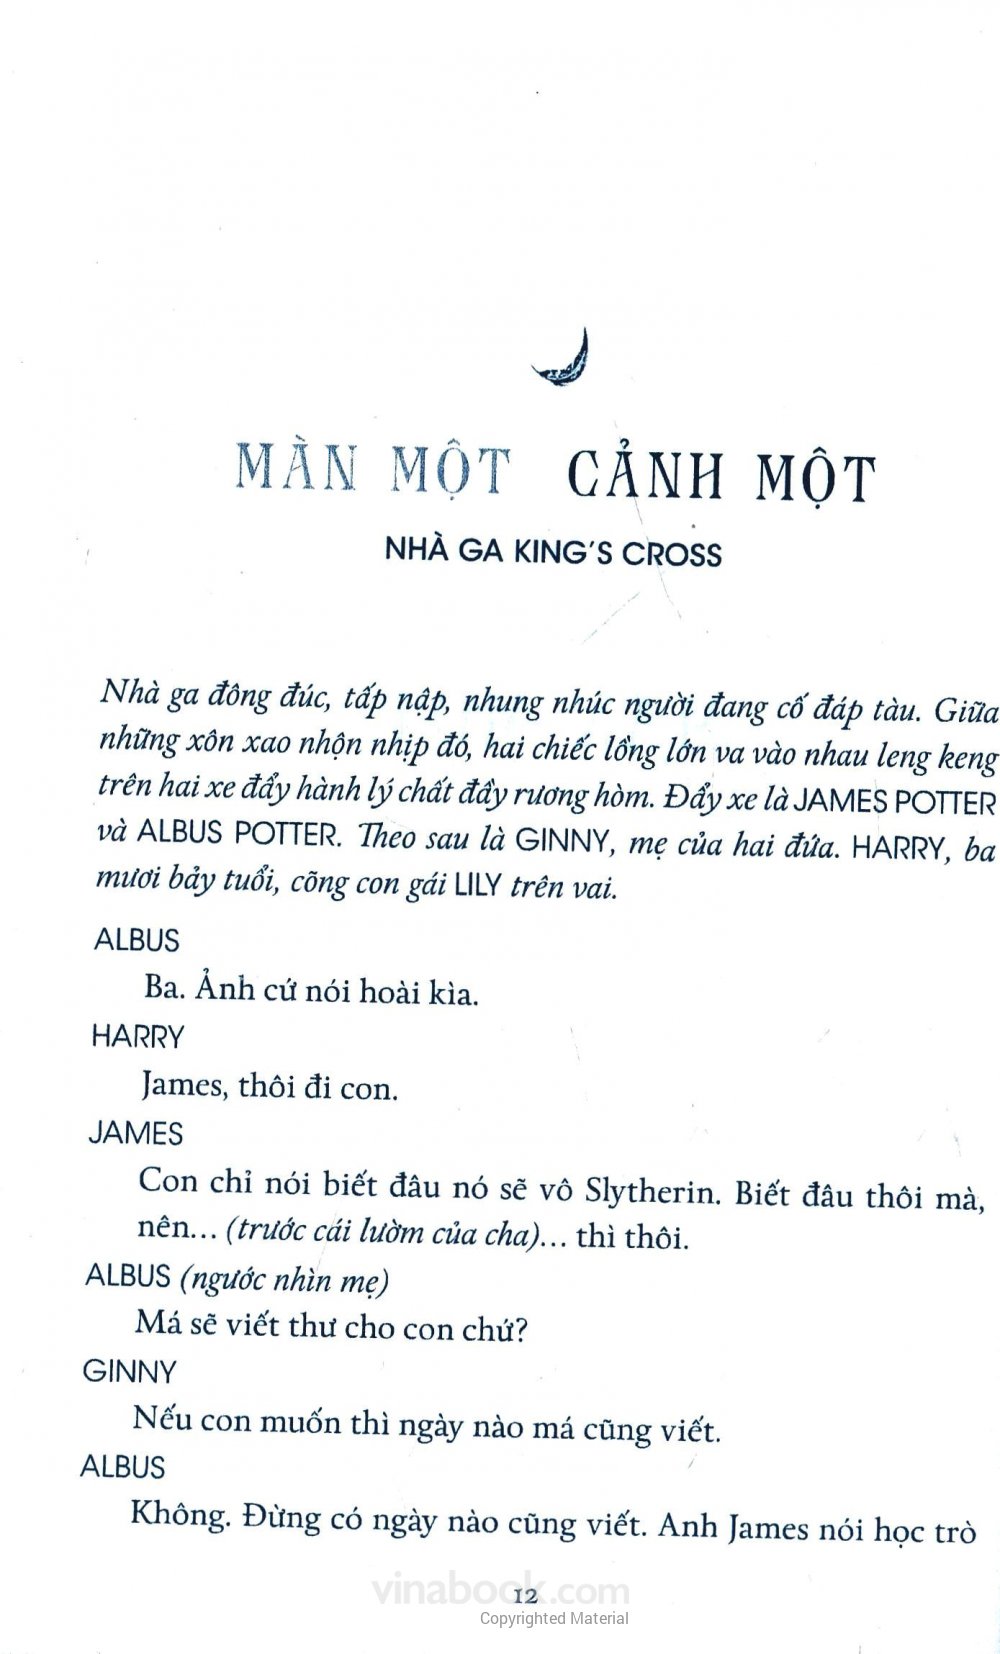 MÀN MỘT CẢNH MỘT
NHÀ GA KING'S CROSS
Nhà ga đông đúc, tấp nập, nhung nhúc người đang cố đáp tàu. Giữa
những xôn xao nhộn nhịp đó, hai chiếc lồng lớn va vào nhau leng keng
trên hai xe đẩy hành lý chất đầy rương hòm. Đẩy xe là JAMES POTTER
và ALBUS POTTER. Theo sau là GINNY, mẹ của hai đứa. HARRY, ba
mươi bảy tuổi, cõng con gái LILY trên vai.
ALBUS
Ba. Ảnh cứ nói hoài kìa.
HARRY
James, thôi đi con.
JAMES
Con chỉ nói biết đâu nó sẽ vô Slytherin. Biết đâu thôi mà,
nên... (trước cái lườm của cha)... thì thôi.
ALBUS (ngước nhìn mẹ)
Má sẽ viết thư cho con chứ?
GINNY
Nếu con muốn thì ngày nào má cũng viết.
ALBUS
Không. Đừng có ngày nào cũng viết. Anh James nói học trò
vinabook.com
12
Copyrighted Material